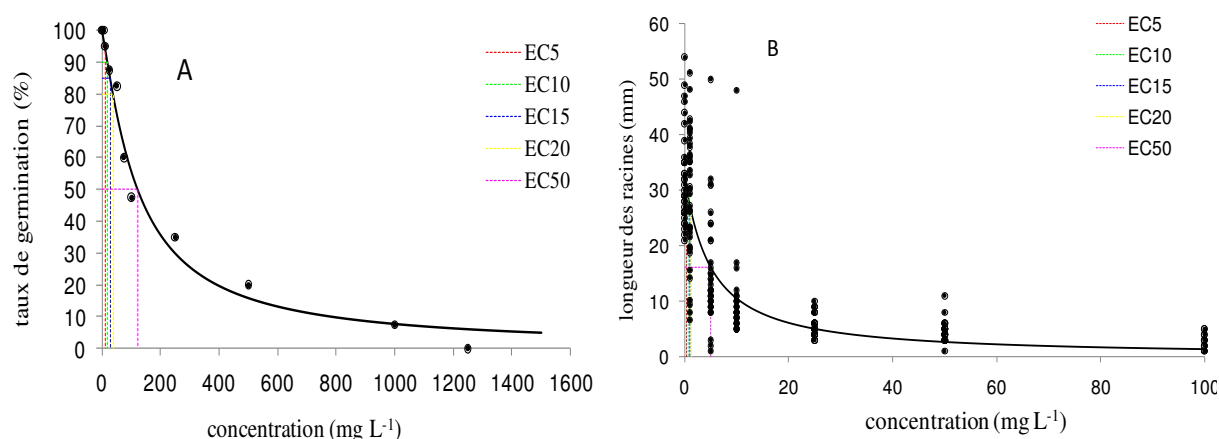 A
taux de germination (%)
100
90
80
70
60
50
40
30
20
10
0
0 200 400 600 800 1000 1200 1400 1600
concentration (mg L⁻¹)
EC5
EC10
EC15
EC20
EC50
B
longueur des racines (mm)
60
50
40
30
20
10
0
0 20 40 60 80 100
concentration (mg L⁻¹)
EC5
EC10
EC15
EC20
EC50